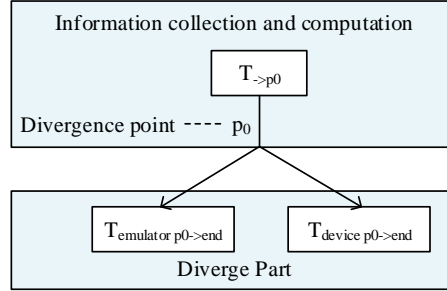 Information collection and computation
T->p0
Divergence point ---- p0
Temulator p0->end
Tdevice p0->end
Diverge Part